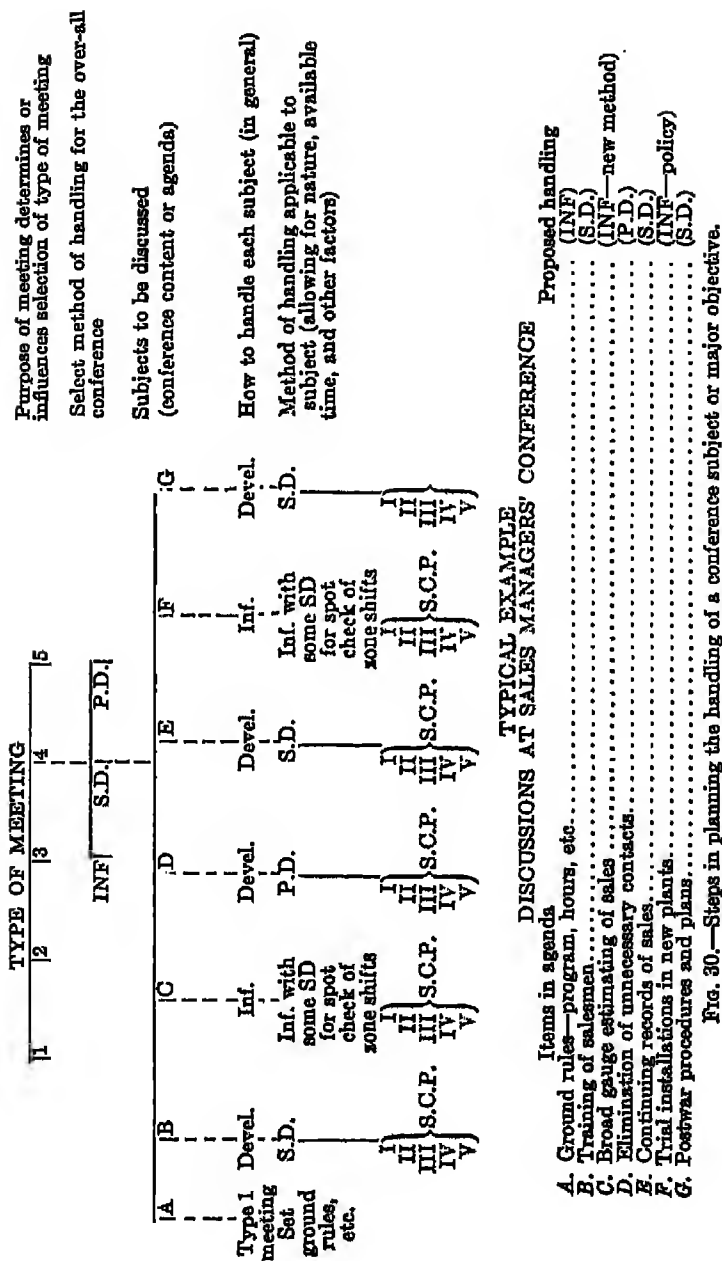 TYPE OF MEETING
1 2 3 4 5
Purpose of meeting determines or
influences selection of type of meeting
INF S.D. P.D.
Select method of handling for the over-all
conference
A B C D E F G
Subjects to be discussed
(conference content or agenda)
Type 1 Devel. Inf. Devel. Devel. Inf. Devel.
How to handle each subject (in general)
meeting
Set
ground
rules,
etc.
S.D.
Inf. with
some SD
for spot
check of
zone shifts
P.D.
S.D.
Inf. with
some SD
for spot
check of
zone shifts
S.D.
Method of handling applicable to
subject (allowing for nature, available
time, and other factors)
I
II
III S.C.P.
IV
V
I
II
III S.C.P.
IV
V
I
II
III S.C.P.
IV
V
I
II
III S.C.P.
IV
V
I
II
III S.C.P.
IV
V
I
II
III
IV
V
TYPICAL EXAMPLE
DISCUSSIONS AT SALES MANAGERS' CONFERENCE
Items in agenda Proposed handling
A. Ground rules—program, hours, etc. (INF)
B. Training of salesmen (S.D.)
C. Broad gauge estimating of sales (INF—new method)
D. Elimination of unnecessary contacts (P.D.)
E. Continuing records of sales (S.D.)
F. Trial installations in new plants (INF—policy)
G. Postwar procedures and plans (S.D.)
FIG. 30.—Steps in planning the handling of a conference subject or major objective.